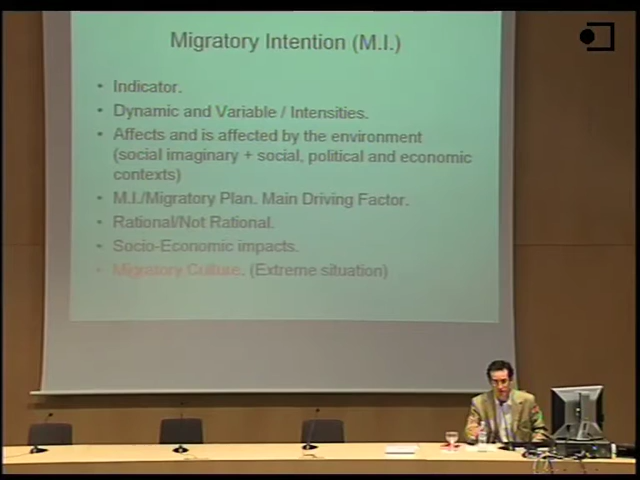 Migratory Intention (M.I.)
• Indicator.
• Dynamic and Variable / Intensities.
• Affects and is affected by the environment
(social imaginary + social, political and economic
contexts)
• M.I./Migratory Plan. Main Driving Factor.
• Rational/Not Rational.
• Socio-Economic impacts.
• Migratory Culture. (Extreme situation)